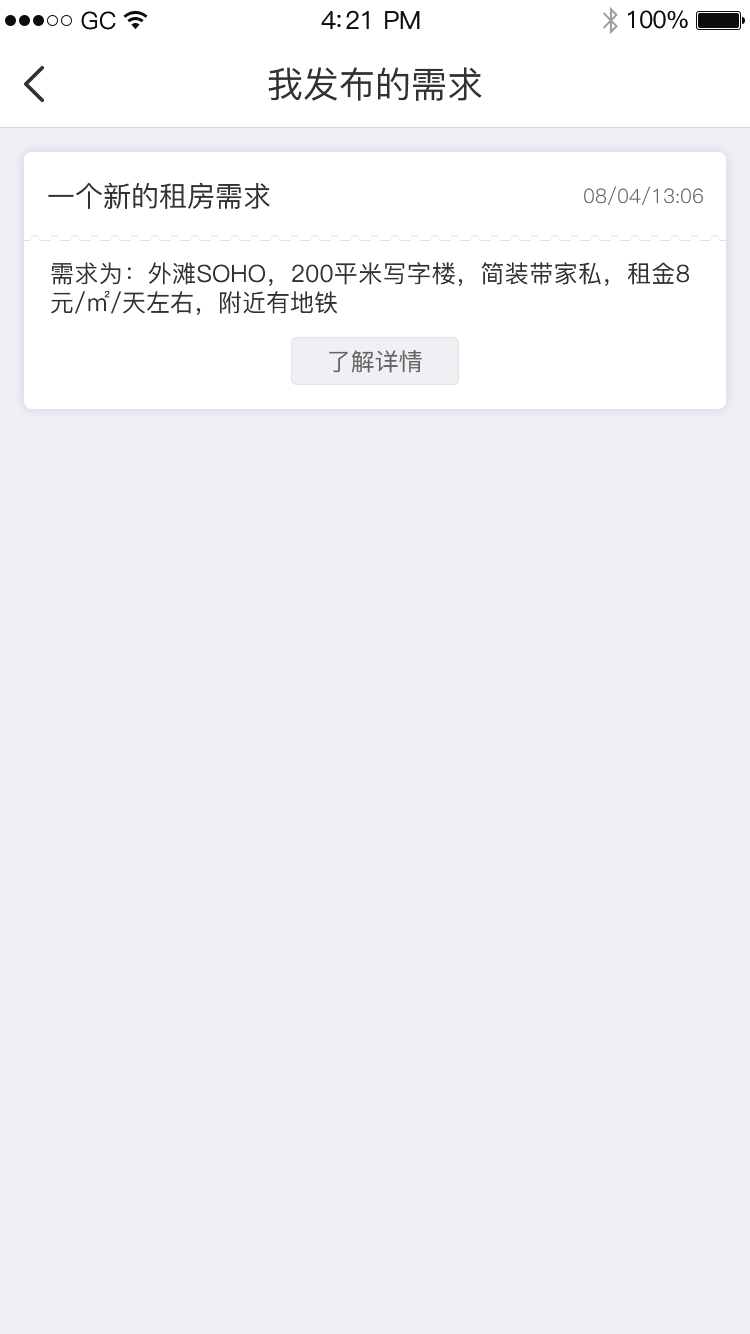 GC 4:21 PM 100%
我发布的需求
一个新的租房需求 08/04/13:06
需求为：外滩SOHO，200平米写字楼，简装带家私，租金8
元/㎡/天左右，附近有地铁
了解详情